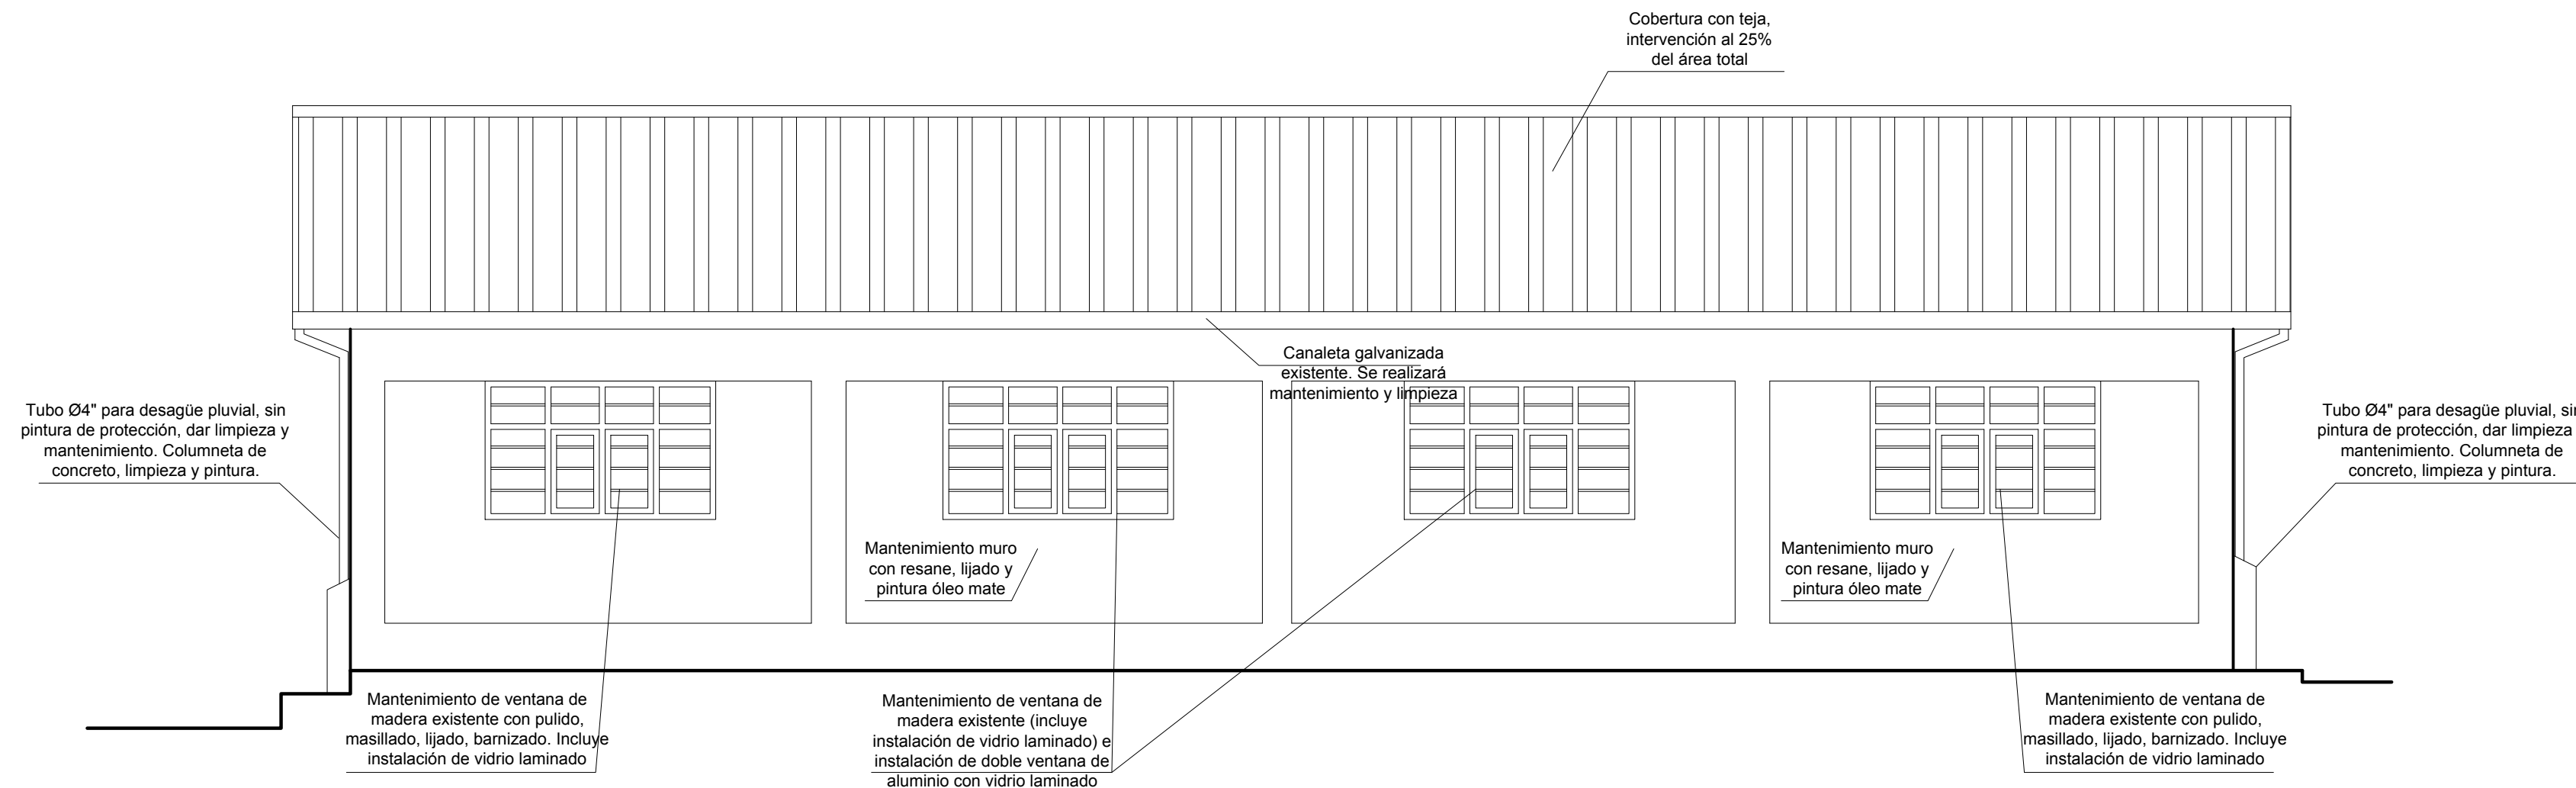 Cobertura con teja,
intervención al 25%
del área total
Canaleta galvanizada
existente. Se realizará
mantenimiento y limpieza
Tubo Ø4" para desagüe pluvial, sin
pintura de protección, dar limpieza y
mantenimiento. Columneta de
concreto, limpieza y pintura.
Tubo Ø4" para desagüe pluvial, sin
pintura de protección, dar limpieza
mantenimiento. Columneta de
concreto, limpieza y pintura.
Mantenimiento muro
con resane, lijado y
pintura óleo mate
Mantenimiento muro
con resane, lijado y
pintura óleo mate
Mantenimiento de ventana de
madera existente con pulido,
masillado, lijado, barnizado. Incluye
instalación de vidrio laminado
Mantenimiento de ventana de
madera existente (incluye
instalación de vidrio laminado) e
instalación de doble ventana de
aluminio con vidrio laminado
Mantenimiento de ventana de
madera existente con pulido,
masillado, lijado, barnizado. Incluye
instalación de vidrio laminado